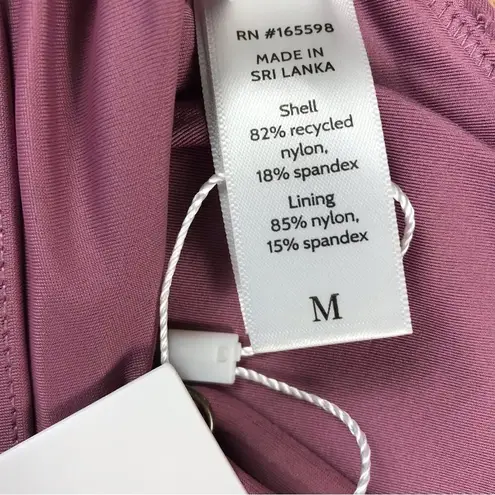 RN #165598
MADE IN
SRI LANKA
Shell
82% recycled
nylon,
18% spandex
Lining
85% nylon,
15% spandex
M